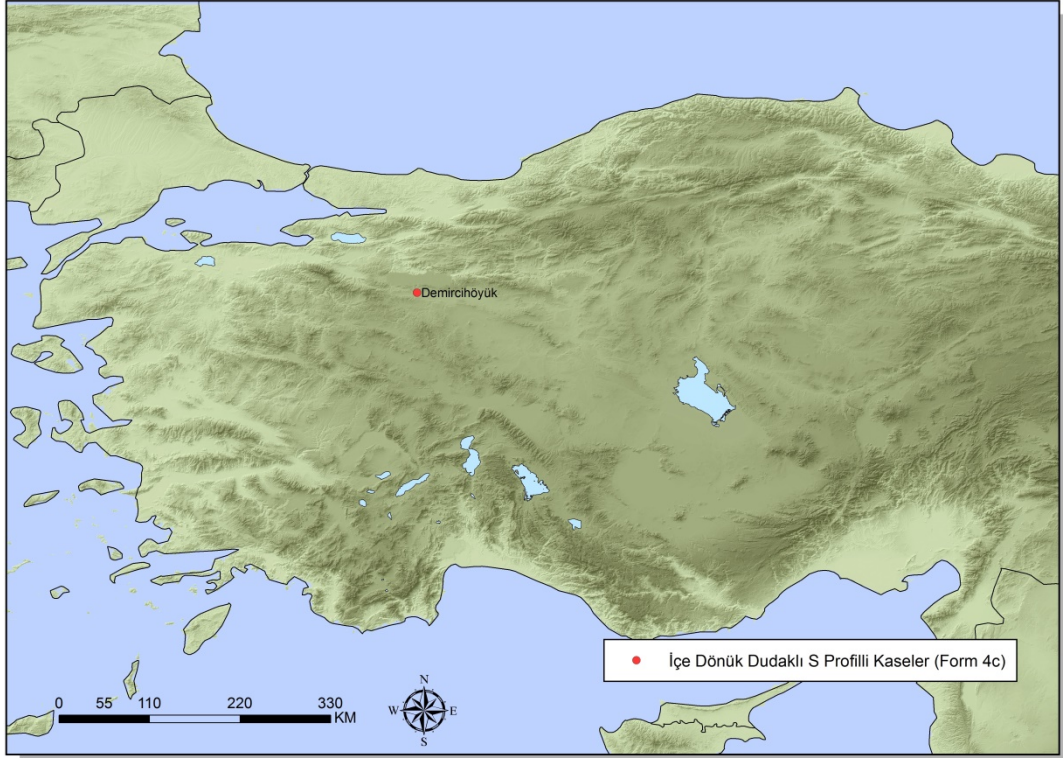 Demircihöyük
İçe Dönük Dudaklı S Profilli Kaseler (Form 4c)
0 55 110 220 330
KM
N
W E
S